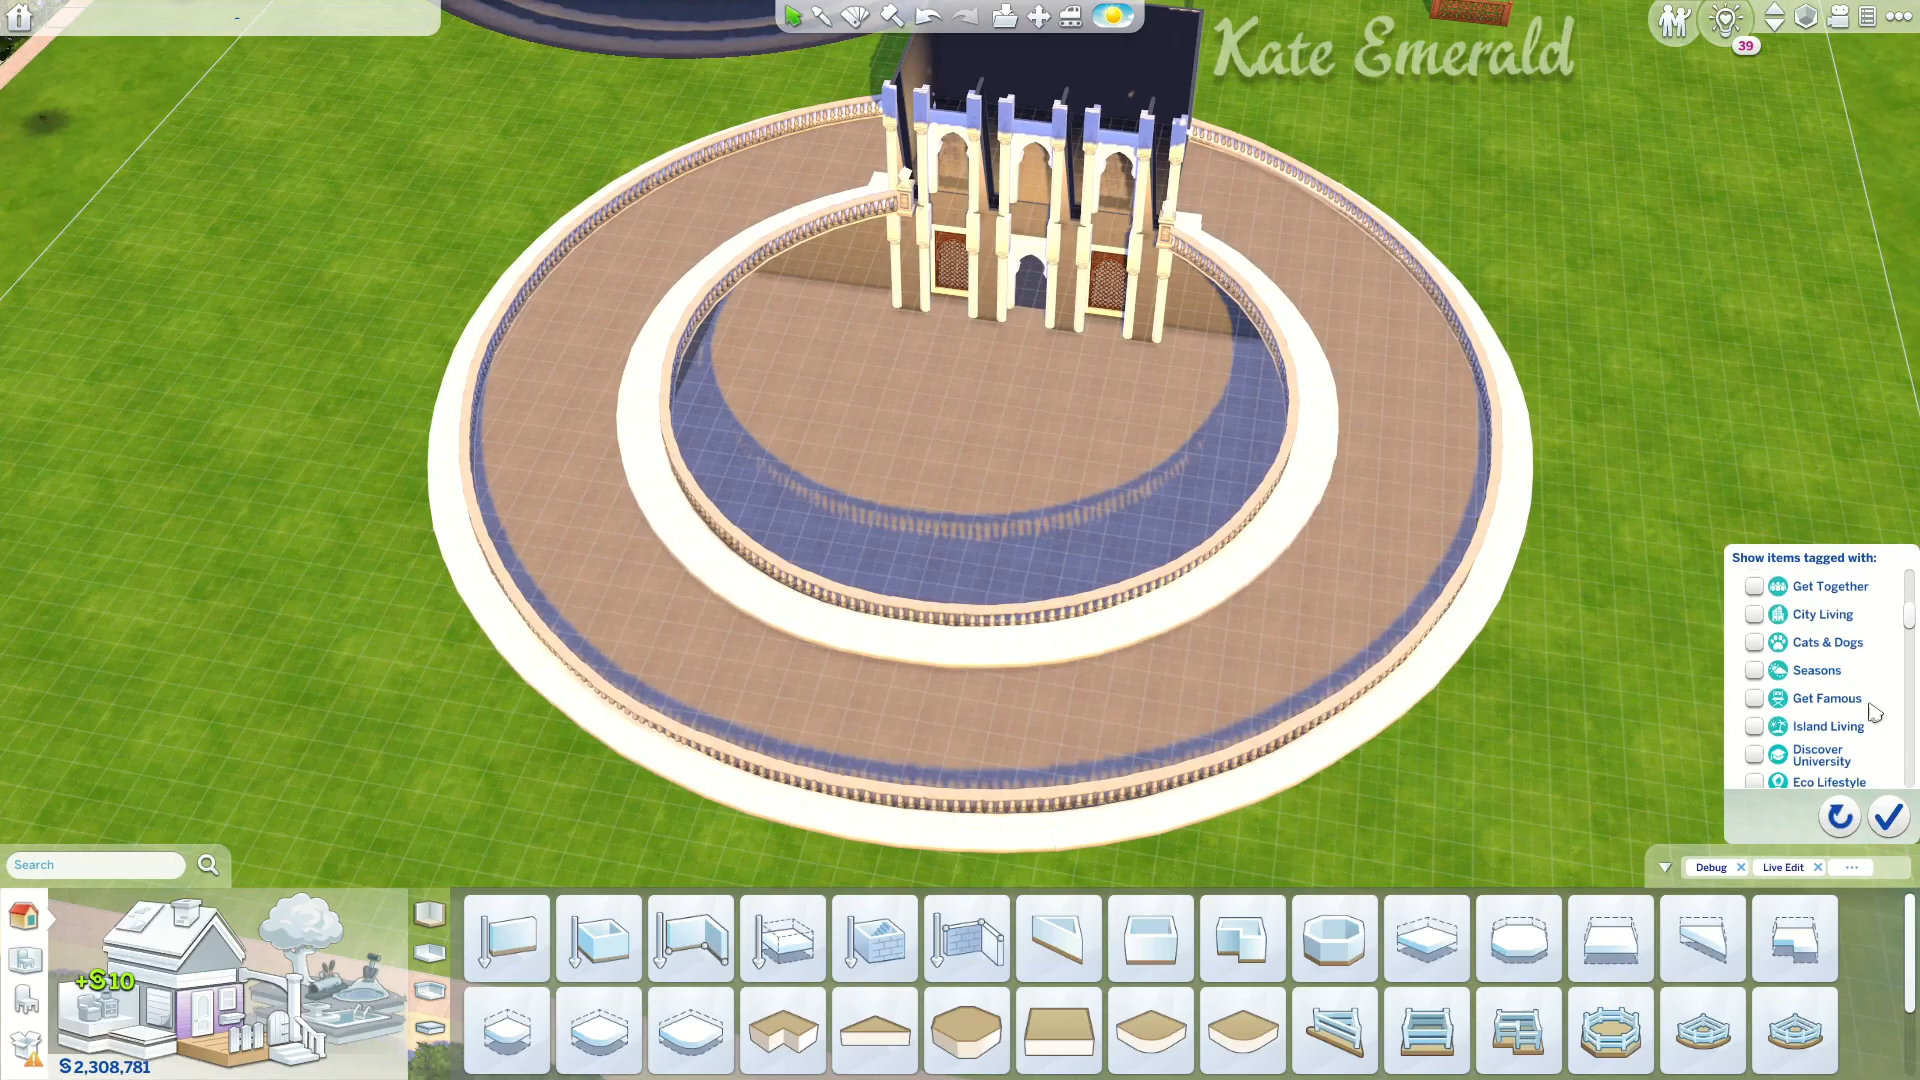 Kate Emerald
39
Show items tagged with:
Get Together
City Living
Cats & Dogs
Seasons
Get Famous
Island Living
Discover
University
Eco Lifestyle
Search
Debug
Live Edit
+§10
§2,308,781